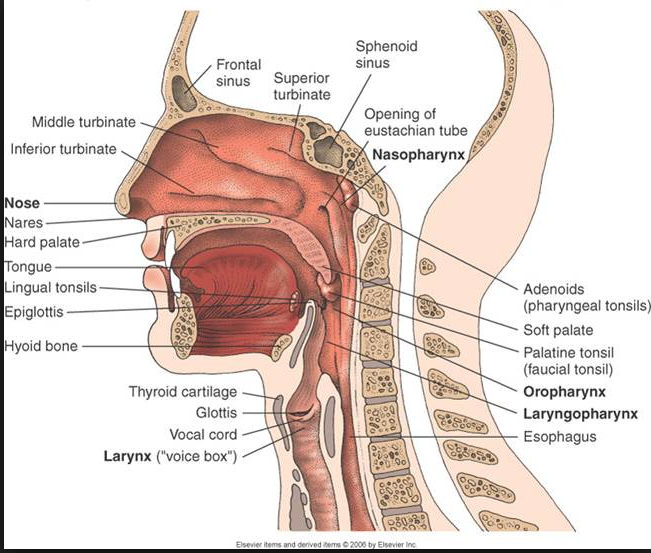 Frontal
sinus
Sphenoid
sinus
Superior
turbinate
Middle turbinate
Inferior turbinate
Opening of
eustachian tube
Nasopharynx
Nose
Nares
Hard palate
Tongue
Lingual tonsils
Epiglottis
Hyoid bone
Adenoids
(pharyngeal tonsils)
Soft palate
Palatine tonsil
(faucial tonsil)
Oropharynx
Laryngopharynx
Esophagus
Thyroid cartilage
Glottis
Vocal cord
Larynx ("voice box")
Elsevier items and derived items © 2006 by Elsevier Inc.